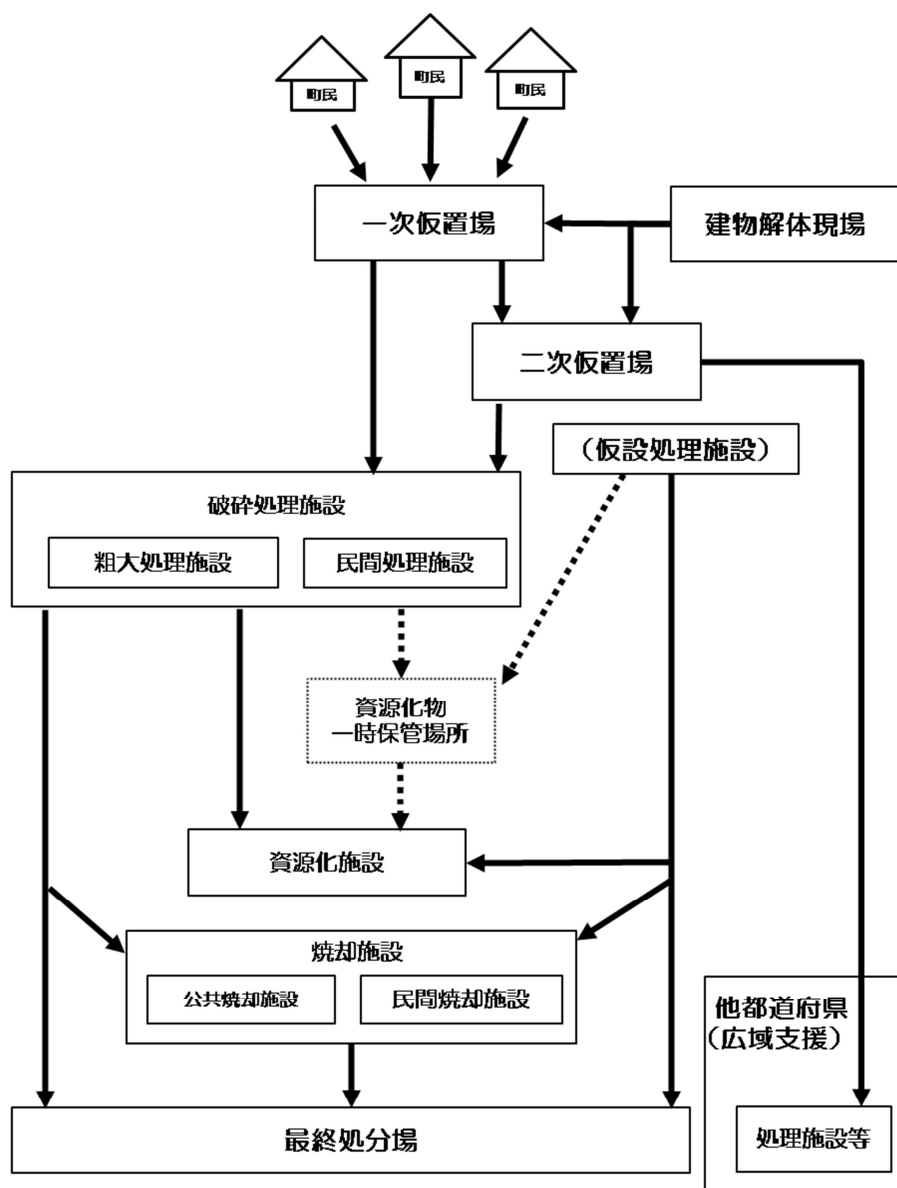 町民
町民
町民
一次仮置場
建物解体現場
二次仮置場
（仮設処理施設）
破砕処理施設
粗大処理施設
民間処理施設
資源化物
一時保管場所
資源化施設
焼却施設
公共焼却施設
民間焼却施設
他都道府県
（広域支援）
最終処分場
処理施設等